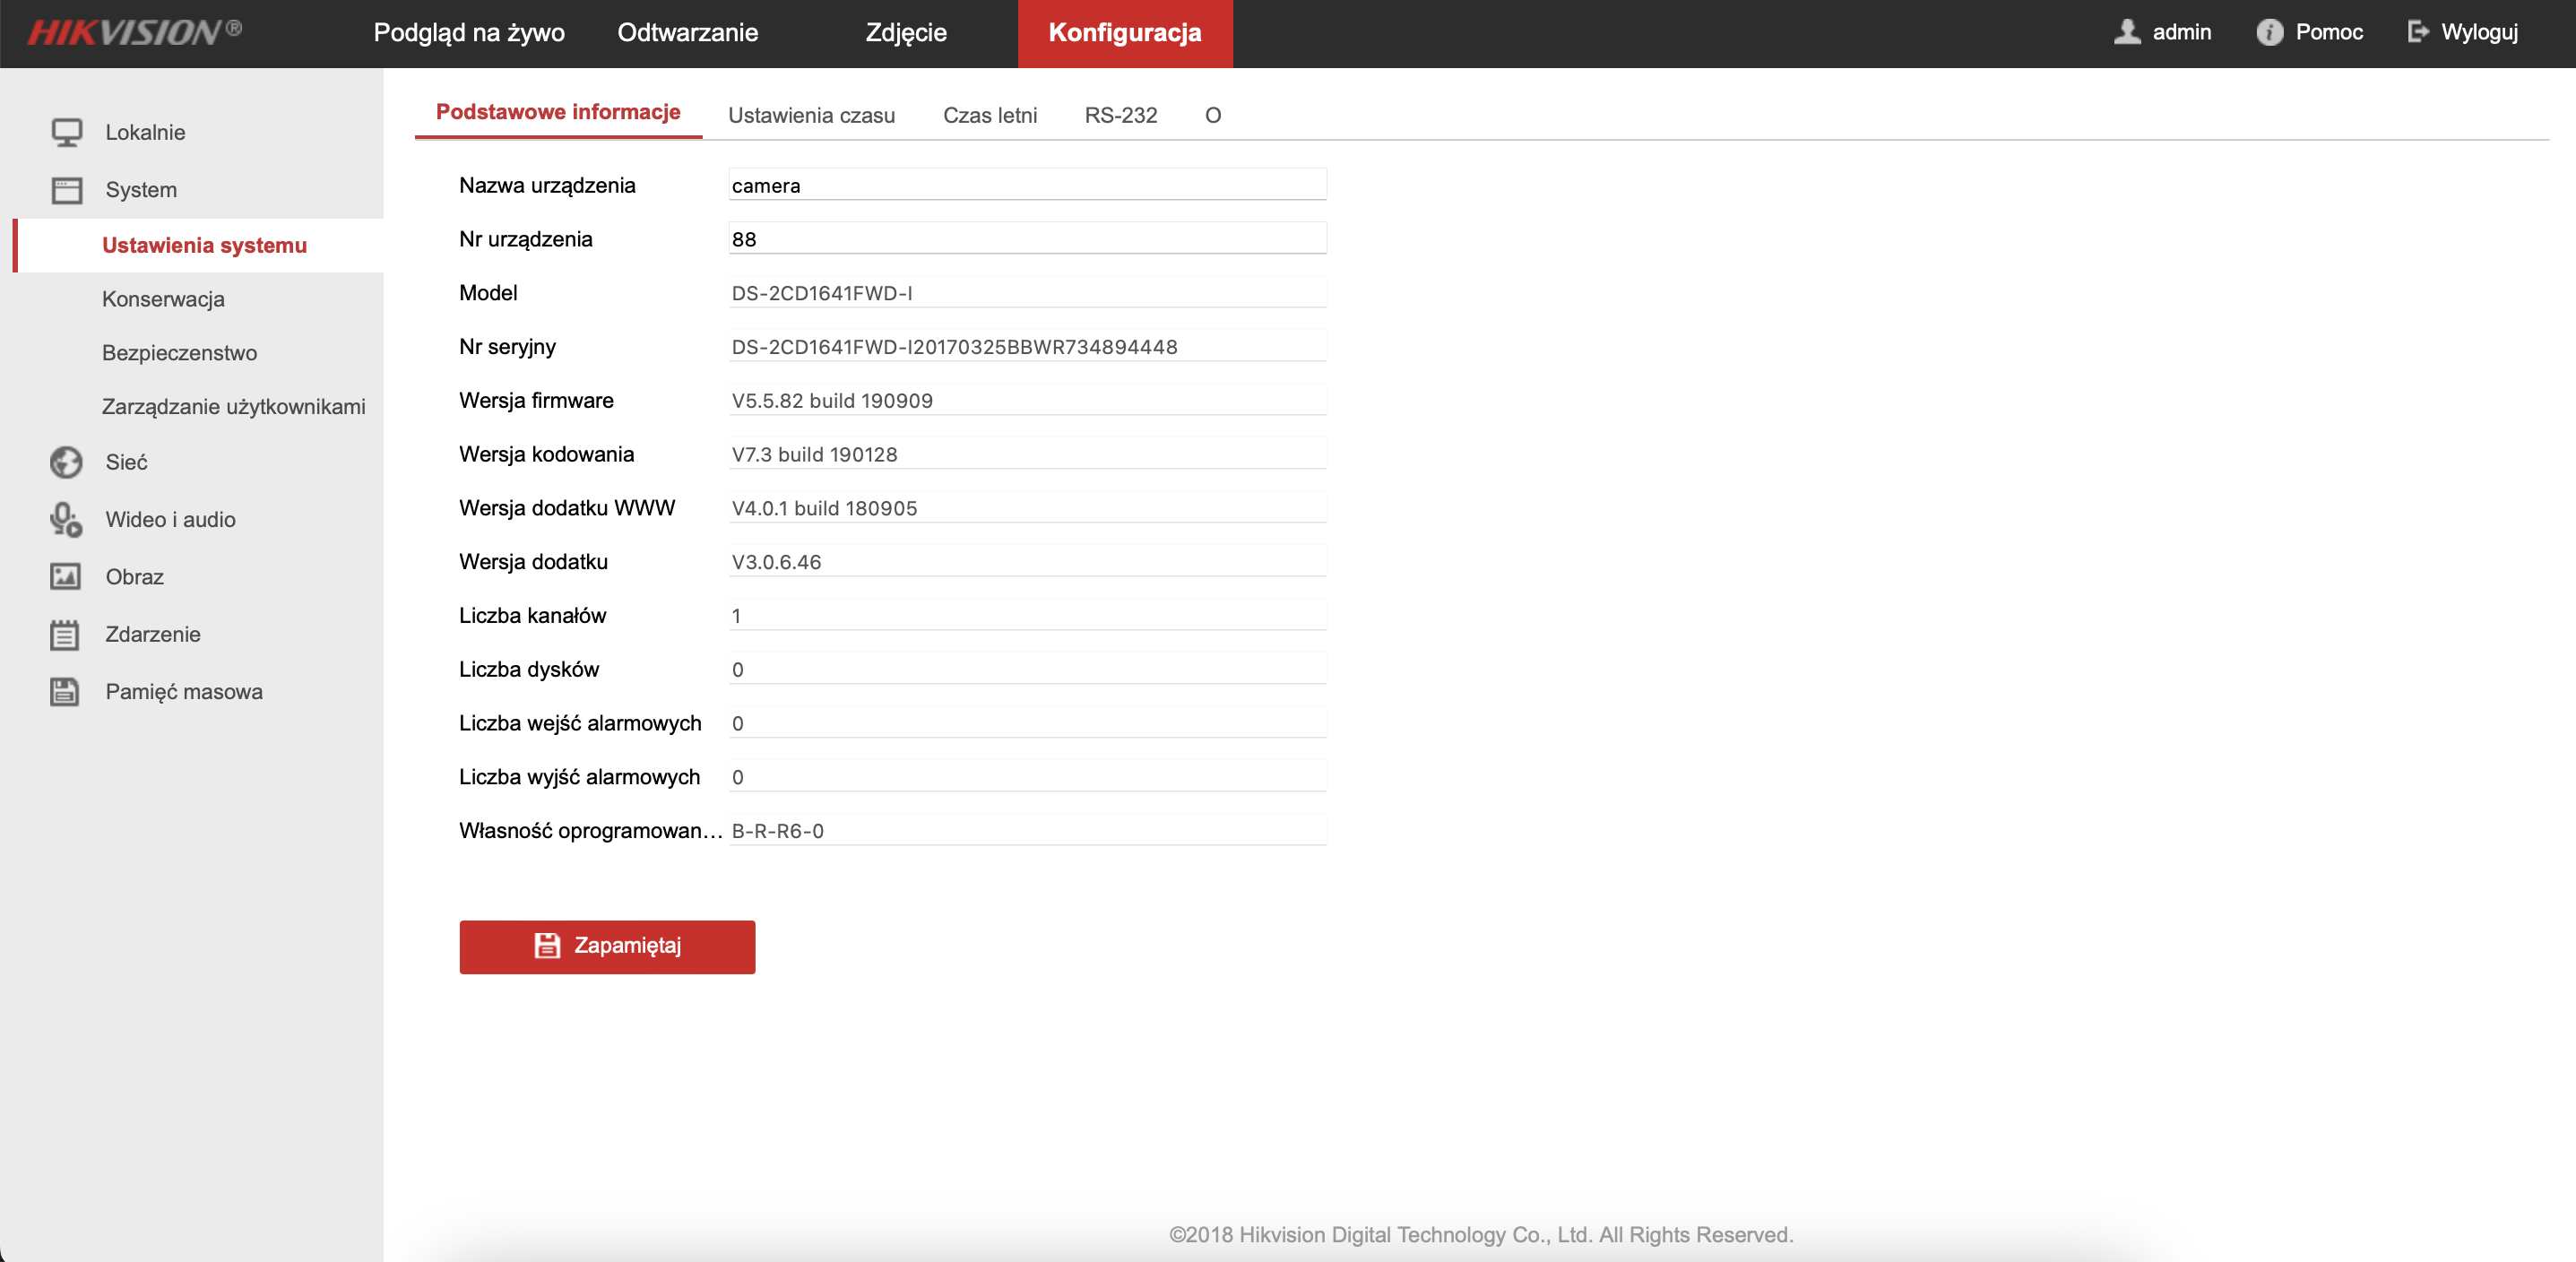 HIKVISION® Podgląd na żywo Odtwarzanie Zdjęcie Konfiguracja admin Pomoc Wyloguj
Lokalnie
System
Ustawienia systemu
Konserwacja
Bezpieczenstwo
Zarządzanie użytkownikami
Sieć
Wideo i audio
Obraz
Zdarzenie
Pamięć masowa
Podstawowe informacje Ustawienia czasu Czas letni RS-232 O
Nazwa urządzenia camera
Nr urządzenia 88
Model DS-2CD1641FWD-I
Nr seryjny DS-2CD1641FWD-I20170325BBWR734894448
Wersja firmware V5.5.82 build 190909
Wersja kodowania V7.3 build 190128
Wersja dodatku WWW V4.0.1 build 180905
Wersja dodatku V3.0.6.46
Liczba kanałów 1
Liczba dysków 0
Liczba wejść alarmowych 0
Liczba wyjść alarmowych 0
Własność oprogramowan... B-R-R6-0
Zapamiętaj
©2018 Hikvision Digital Technology Co., Ltd. All Rights Reserved.